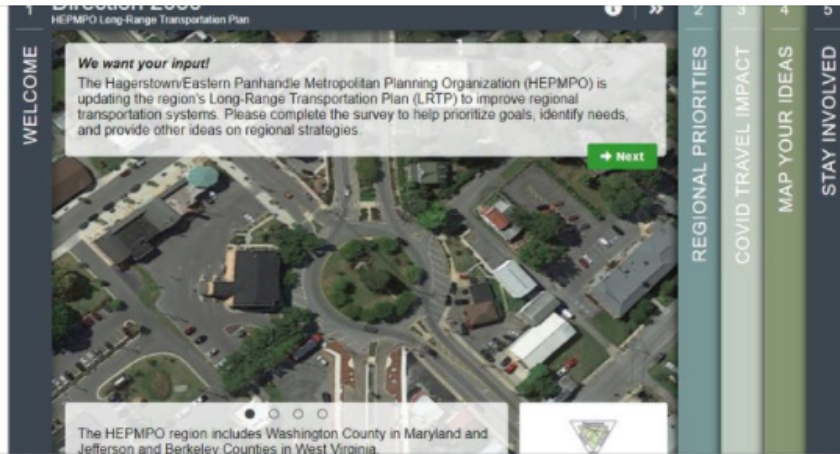 HEPMPO Long-Range Transportation Plan
1
WELCOME
We want your input!
The Hagerstown/Eastern Panhandle Metropolitan Planning Organization (HEPMPO) is
updating the region's Long-Range Transportation Plan (LRTP) to improve regional
transportation systems. Please complete the survey to help prioritize goals, identify needs,
and provide other ideas on regional strategies.
Next
The HEPMPO region includes Washington County in Maryland and
Jefferson and Berkeley Counties in West Virginia.
2
REGIONAL PRIORITIES
3
COVID TRAVEL IMPACT
4
MAP YOUR IDEAS
5
STAY INVOLVED